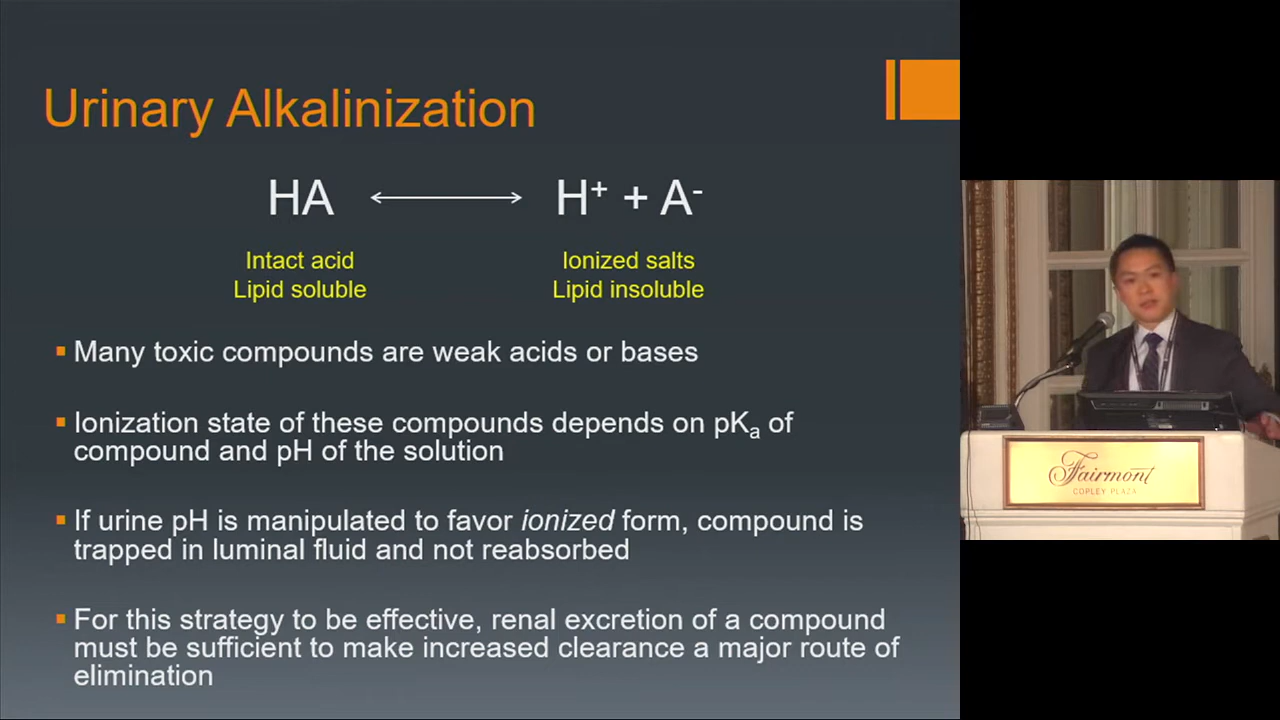 Urinary Alkalinization
HA ⟷ H⁺ + A⁻
Intact acid
Lipid soluble
Ionized salts
Lipid insoluble
▪ Many toxic compounds are weak acids or bases
▪ Ionization state of these compounds depends on pKₐ of
compound and pH of the solution
▪ If urine pH is manipulated to favor ionized form, compound is
trapped in luminal fluid and not reabsorbed
▪ For this strategy to be effective, renal excretion of a compound
must be sufficient to make increased clearance a major route of
elimination
Fairmont
COPLEY PLAZA